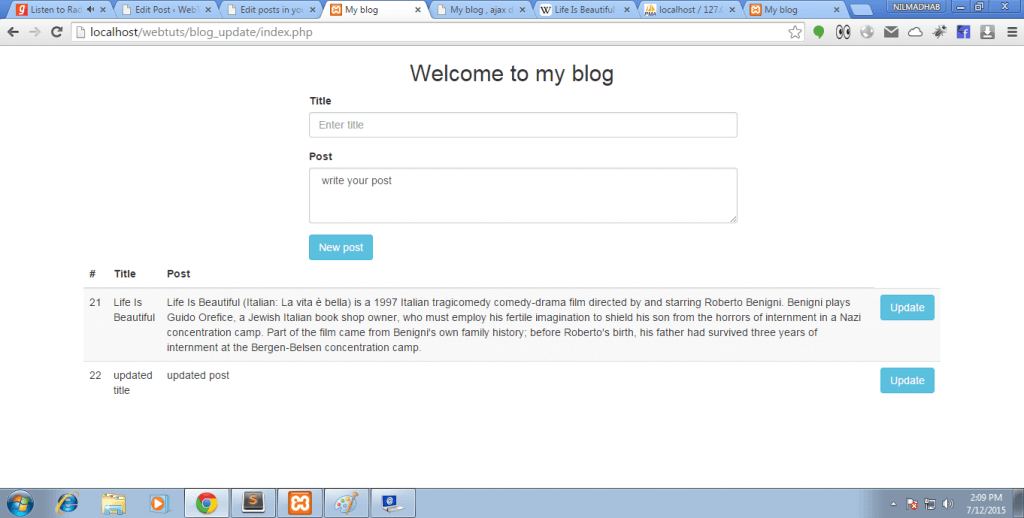 Listen to Rad
Edit Post ‹ WebT
Edit posts in you
My blog
My blog , ajax d
Life Is Beautiful
localhost / 127.0
My blog
NILMADHAB
localhost/webtuts/blog_update/index.php
Welcome to my blog
Title
Enter title
Post
write your post
New post
# Title Post
21 Life Is Beautiful
Life Is Beautiful (Italian: La vita è bella) is a 1997 Italian tragicomedy comedy-drama film directed by and starring Roberto Benigni. Benigni plays
Guido Orefice, a Jewish Italian book shop owner, who must employ his fertile imagination to shield his son from the horrors of internment in a Nazi
concentration camp. Part of the film came from Benigni's own family history; before Roberto's birth, his father had survived three years of
internment at the Bergen-Belsen concentration camp.
Update
22 updated title
updated post
Update
2:09 PM
7/12/2015